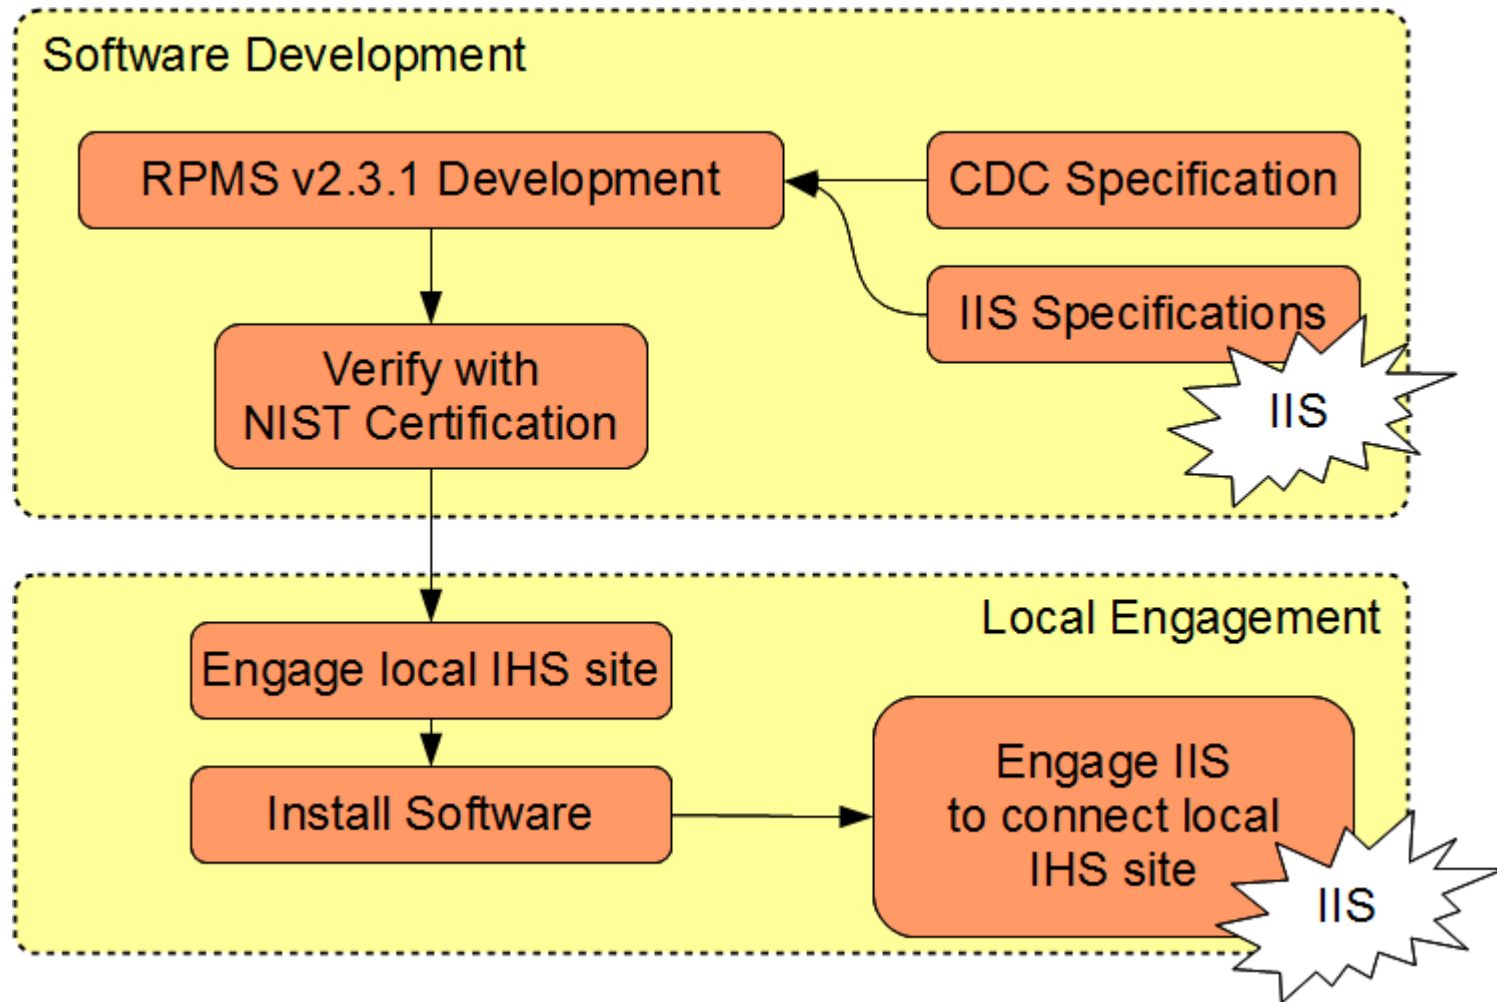 Software Development
RPMS v2.3.1 Development
CDC Specification
IIS Specifications
Verify with
NIST Certification
IIS
Local Engagement
Engage local IHS site
Install Software
Engage IIS
to connect local
IHS site
IIS